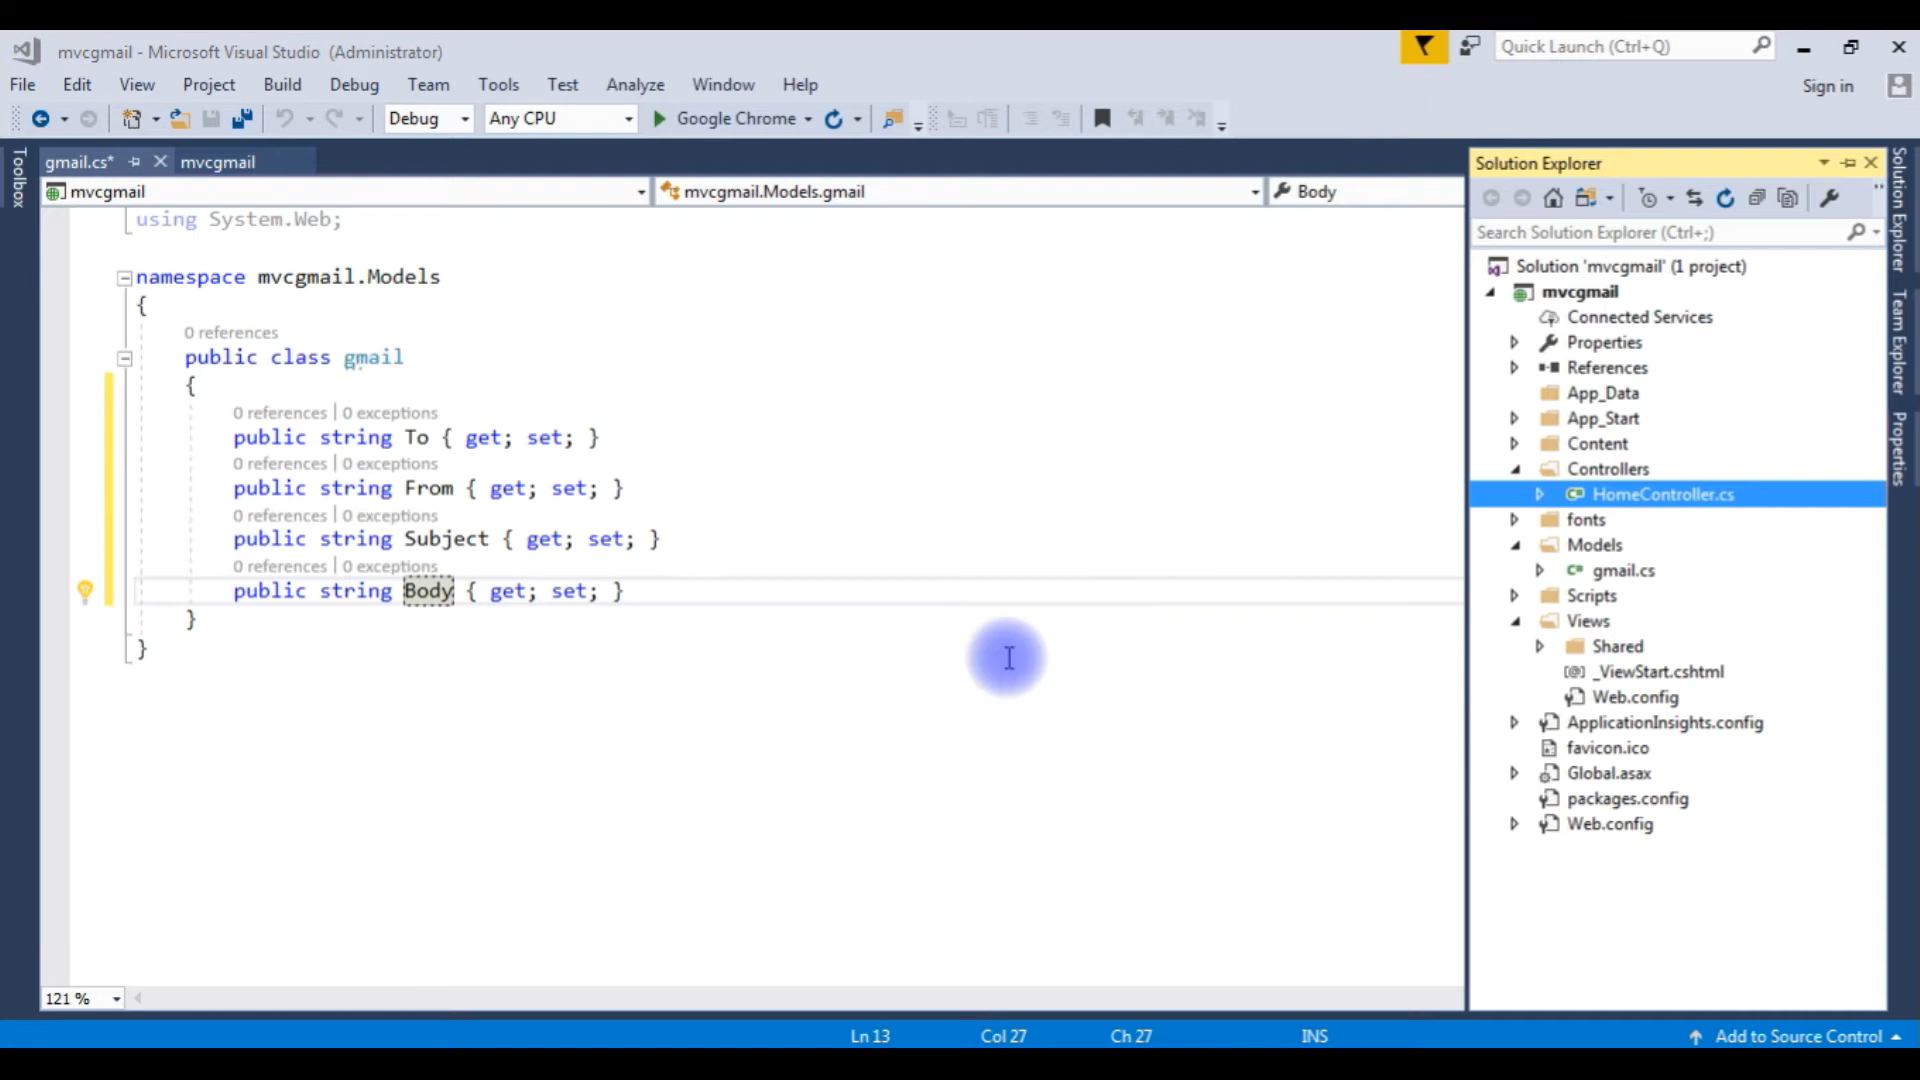 mvcgmail - Microsoft Visual Studio (Administrator)
Quick Launch (Ctrl+Q)
File Edit View Project Build Debug Team Tools Test Analyze Window Help
Sign in
Debug Any CPU Google Chrome
Toolbox
gmail.cs* mvcgmail
mvcgmail mvcgmail.Models.gmail Body
using System.Web;
namespace mvcgmail.Models
{
0 references
public class gmail
{
0 references | 0 exceptions
public string To { get; set; }
0 references | 0 exceptions
public string From { get; set; }
0 references | 0 exceptions
public string Subject { get; set; }
0 references | 0 exceptions
public string Body { get; set; }
}
}
121 %
Solution Explorer
Search Solution Explorer (Ctrl+;)
Solution 'mvcgmail' (1 project)
mvcgmail
Connected Services
Properties
References
App_Data
App_Start
Content
Controllers
HomeController.cs
fonts
Models
gmail.cs
Scripts
Views
Shared
_ViewStart.cshtml
Web.config
ApplicationInsights.config
favicon.ico
Global.asax
packages.config
Web.config
Solution Explorer
Team Explorer
Properties
Ln 13 Col 27 Ch 27 INS Add to Source Control